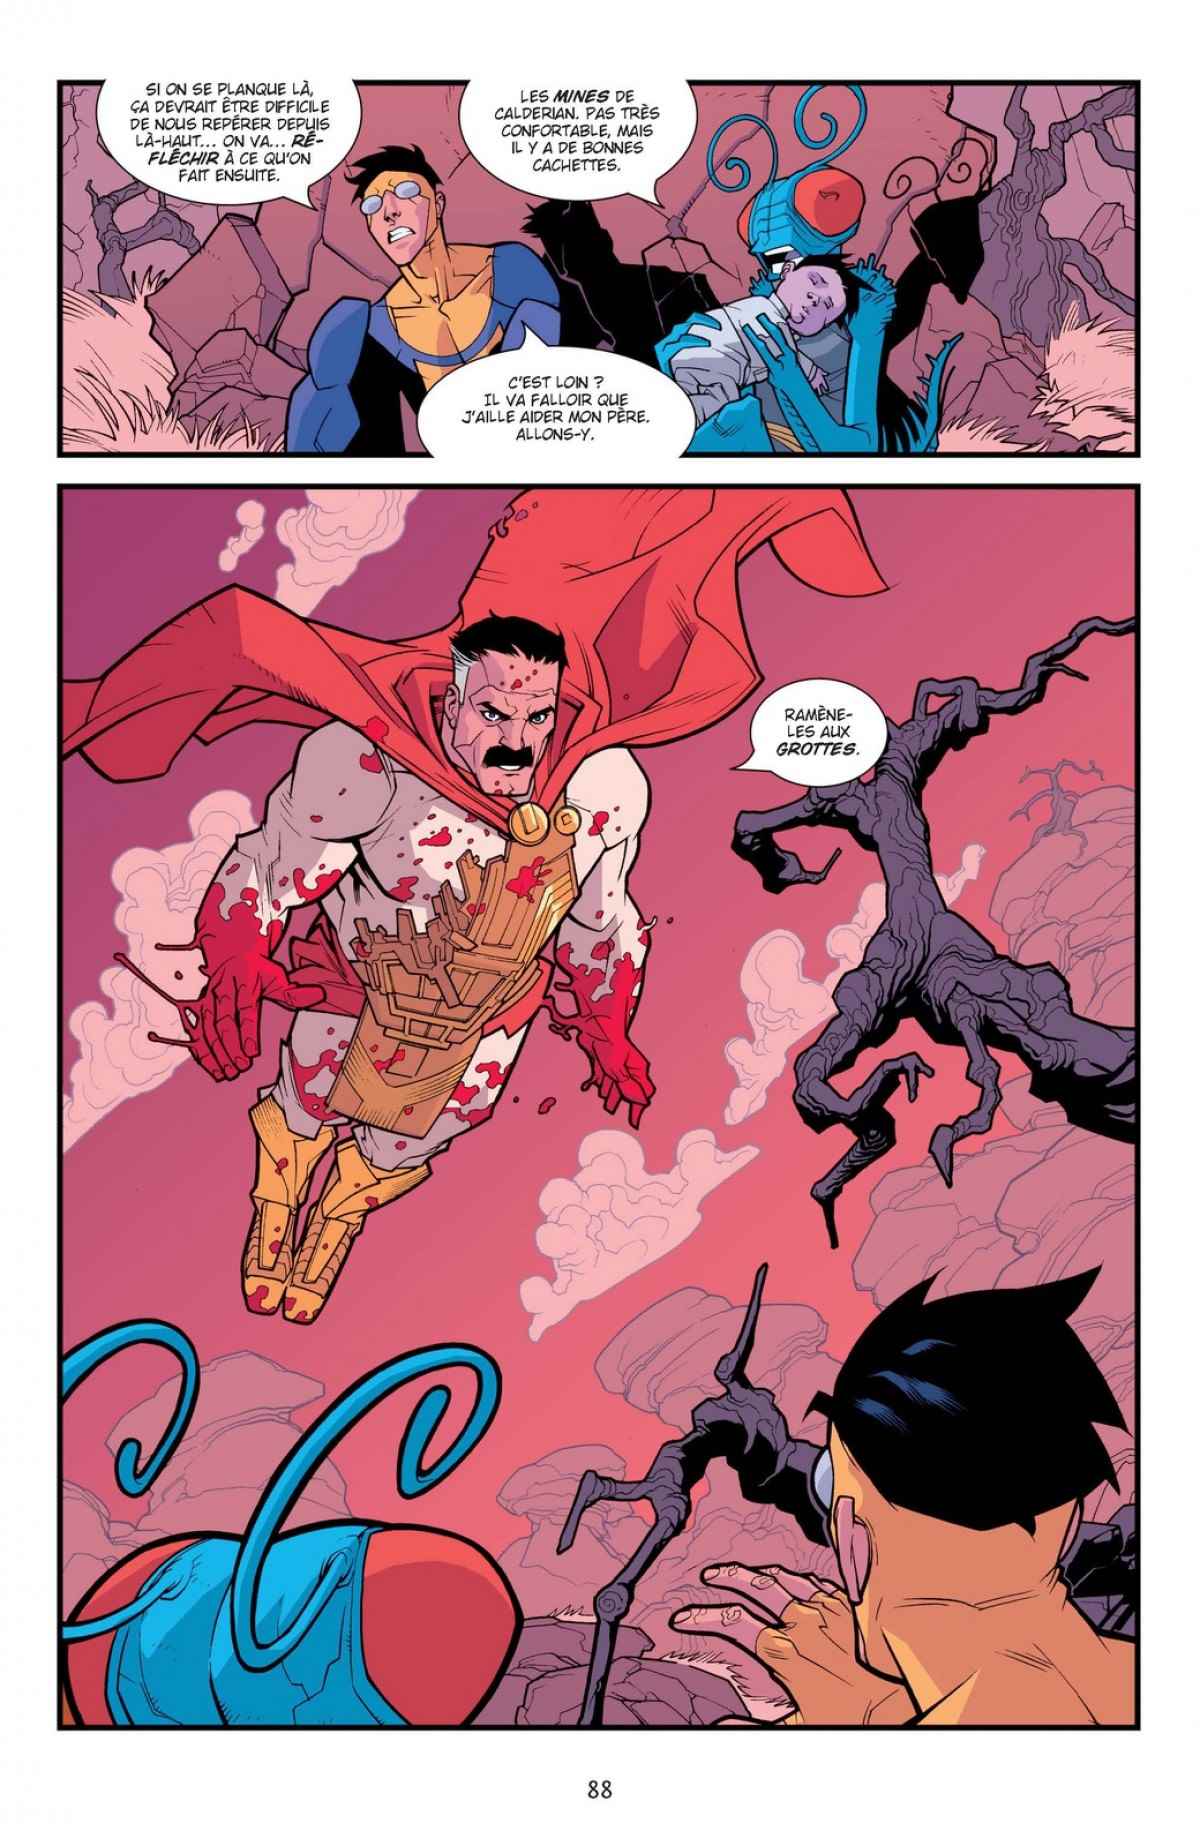 SI ON SE PLANQUE LÀ,
ÇA DEVRAIT ÊTRE DIFFICILE
DE NOUS REPÉRER DEPUIS
LÀ-HAUT... ON VA... RÉ-
FLÉCHIR À CE QU'ON
FAIT ENSUITE.
LES MINES DE
CALDERIAN. PAS TRÈS
CONFORTABLE, MAIS
IL Y A DE BONNES
CACHETTES.
C'EST LOIN ?
IL VA FALLOIR QUE
J'AILLE AIDER MON PÈRE.
ALLONS-Y.
RAMÈNE-
LES AUX
GROTTES.
88